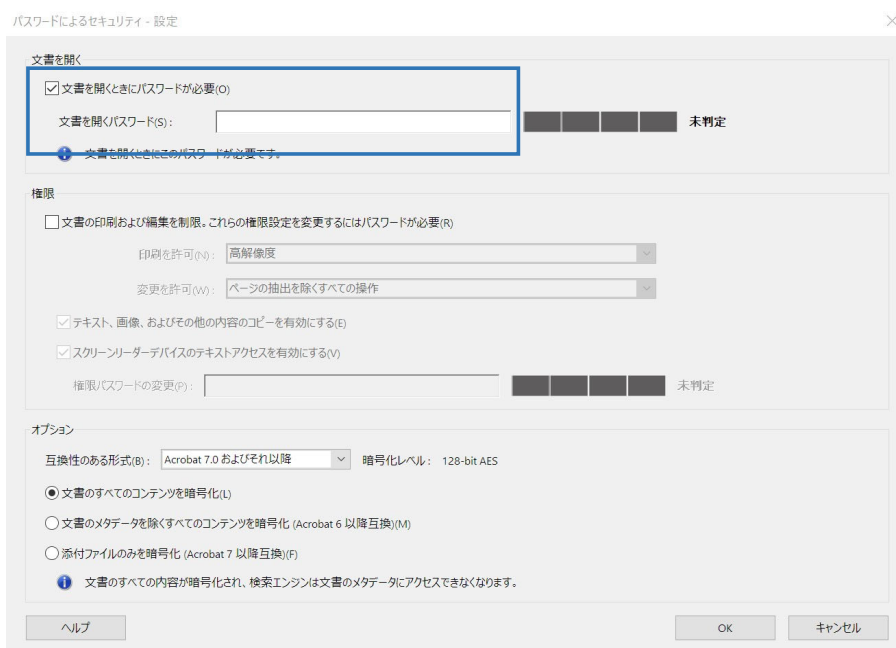 パスワードによるセキュリティ - 設定
文書を開く
文書を開くときにパスワードが必要(O)
文書を開くパスワード(S):
未判定
文書を開くときにこのパスワードが必要です。
権限
文書の印刷および編集を制限。これらの権限設定を変更するにはパスワードが必要(R)
印刷を許可(N): 高解像度
変更を許可(W): ページの抽出を除くすべての操作
テキスト、画像、およびその他の内容のコピーを有効にする(E)
スクリーンリーダーデバイスのテキストアクセスを有効にする(V)
権限パスワードの変更(P): 未判定
オプション
互換性のある形式(B): Acrobat 7.0 およびそれ以降 暗号化レベル: 128-bit AES
文書のすべてのコンテンツを暗号化(L)
文書のメタデータを除くすべてのコンテンツを暗号化 (Acrobat 6 以降互換)(M)
添付ファイルのみを暗号化 (Acrobat 7 以降互換)(F)
文書のすべての内容が暗号化され、検索エンジンは文書のメタデータにアクセスできなくなります。
ヘルプ OK キャンセル